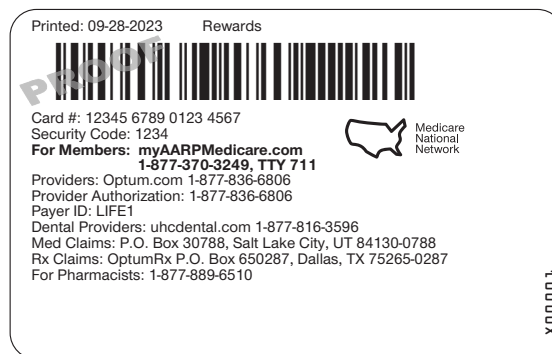 Printed: 09-28-2023 Rewards
PROOF
Card #: 12345 6789 0123 4567
Security Code: 1234
For Members: myAARPMedicare.com
1-877-370-3249, TTY 711
Medicare
National
Network
Providers: Optum.com 1-877-836-6806
Provider Authorization: 1-877-836-6806
Payer ID: LIFE1
Dental Providers: uhcdental.com 1-877-816-3596
Med Claims: P.O. Box 30788, Salt Lake City, UT 84130-0788
Rx Claims: OptumRx P.O. Box 650287, Dallas, TX 75265-0287
For Pharmacists: 1-877-889-6510